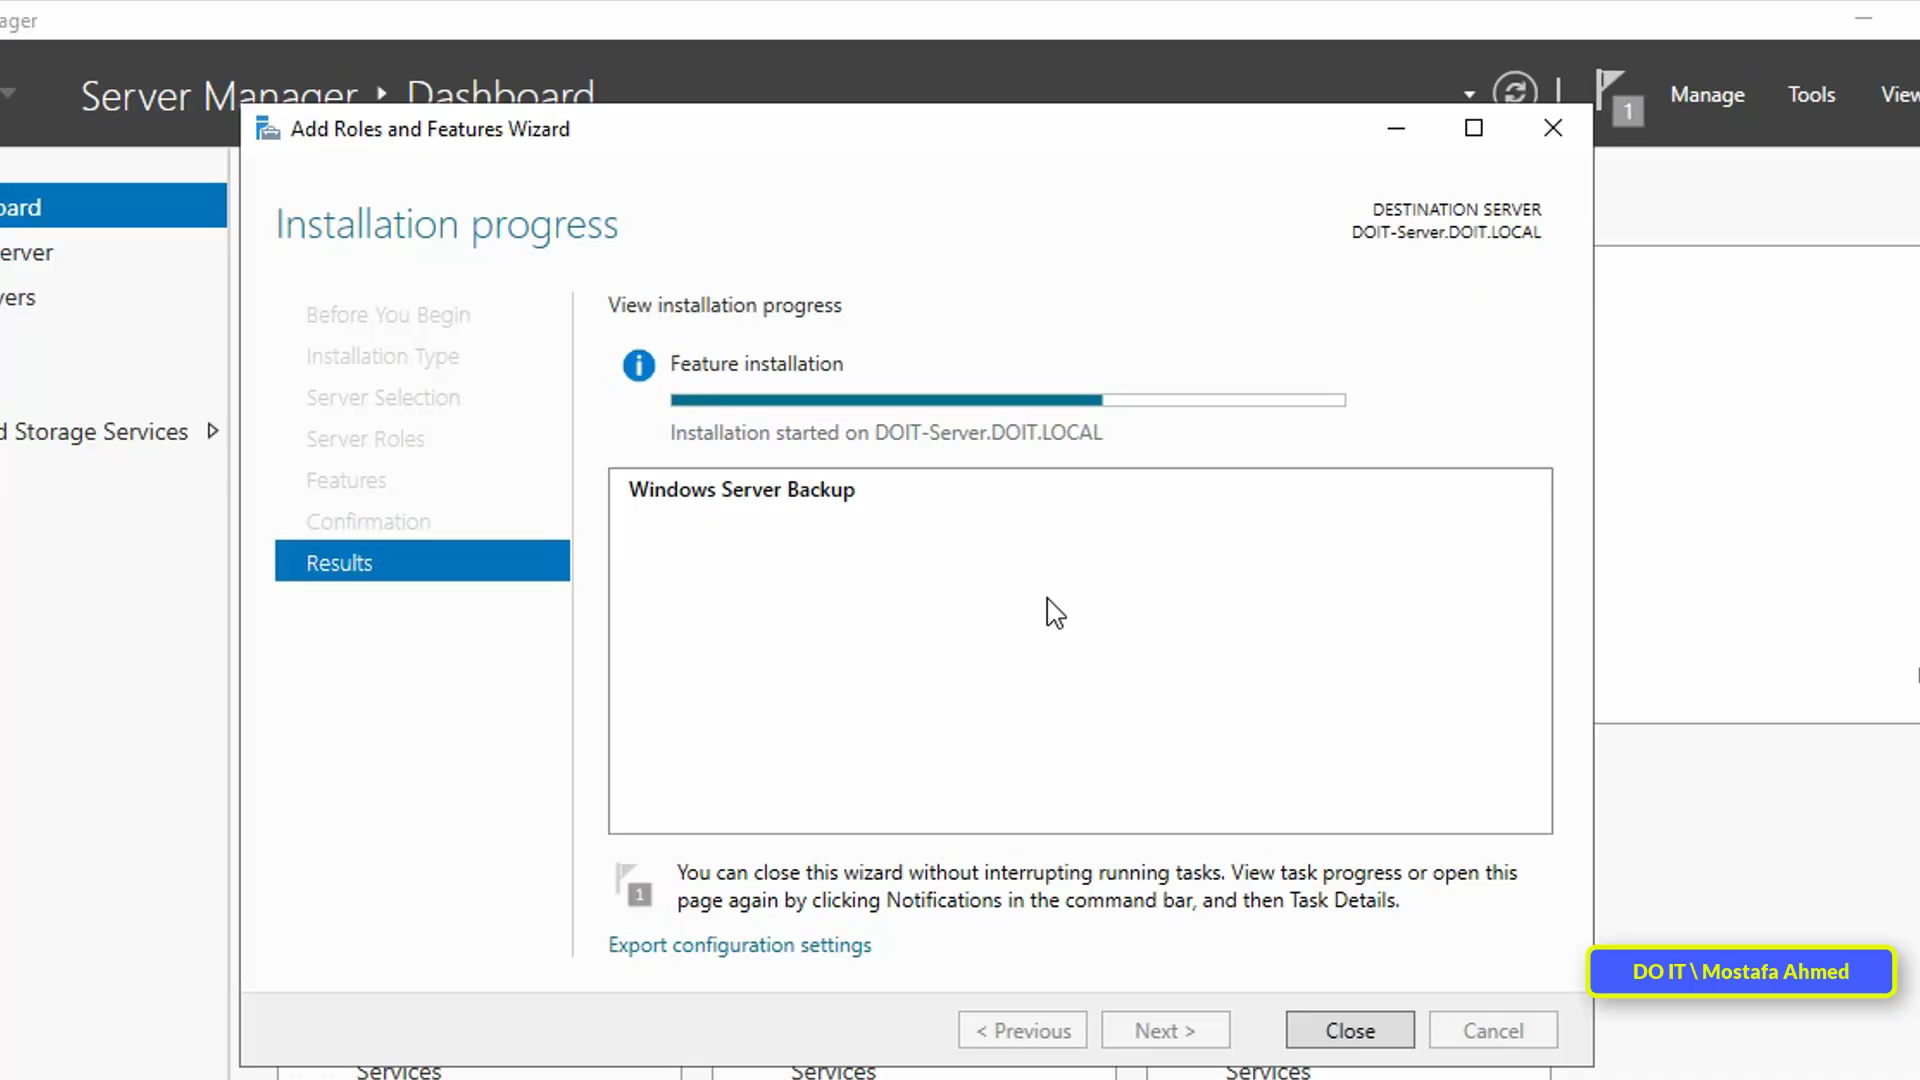 ager
Server Manager ‣ Dashboard
1
Manage
Tools
View
Add Roles and Features Wizard
oard
erver
vers
d Storage Services
Installation progress
DESTINATION SERVER
DOIT-Server.DOIT.LOCAL
Before You Begin
Installation Type
Server Selection
Server Roles
Features
Confirmation
Results
View installation progress
Feature installation
Installation started on DOIT-Server.DOIT.LOCAL
Windows Server Backup
1
You can close this wizard without interrupting running tasks. View task progress or open this
page again by clicking Notifications in the command bar, and then Task Details.
Export configuration settings
DO IT \ Mostafa Ahmed
< Previous
Next >
Close
Cancel
Services
Services
Services